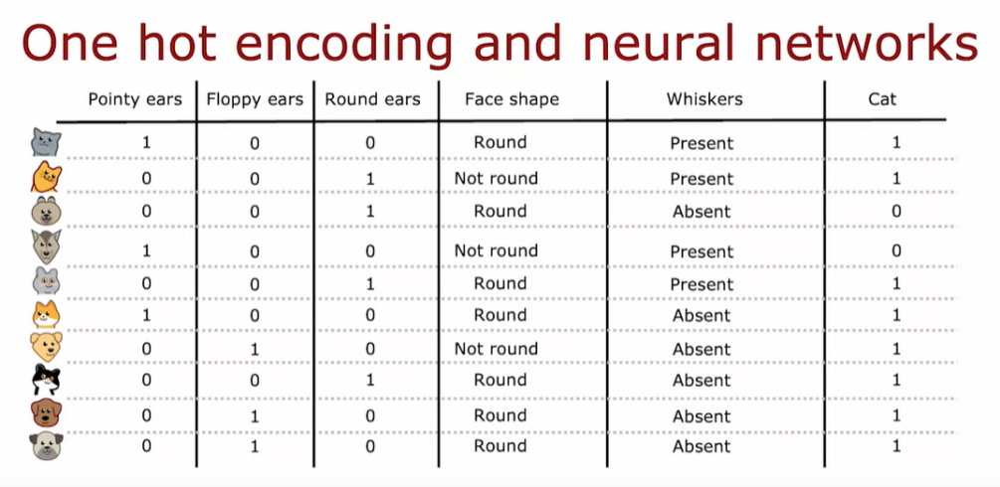 One hot encoding and neural networks
Pointy ears Floppy ears Round ears Face shape Whiskers Cat
1 0 0 Round Present 1
0 0 1 Not round Present 1
0 0 1 Round Absent 0
1 0 0 Not round Present 0
0 0 1 Round Present 1
1 0 0 Round Absent 1
0 1 0 Not round Absent 1
0 0 1 Round Absent 1
0 1 0 Round Absent 1
0 1 0 Round Absent 1